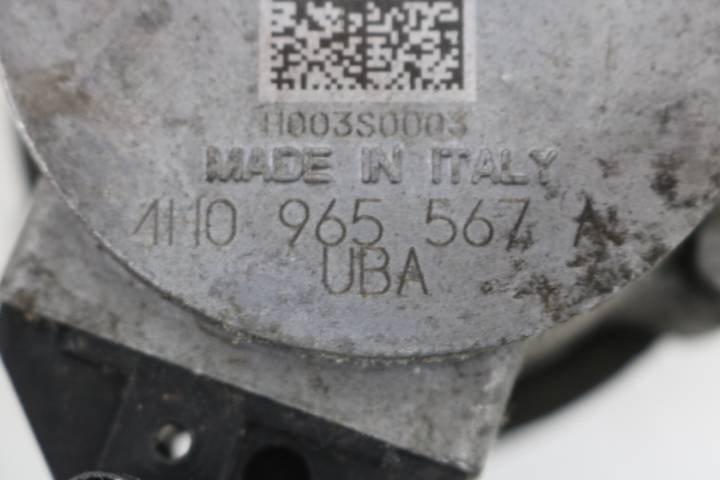 H003S0003
MADE IN ITALY
4H0 965 567 A
UBA